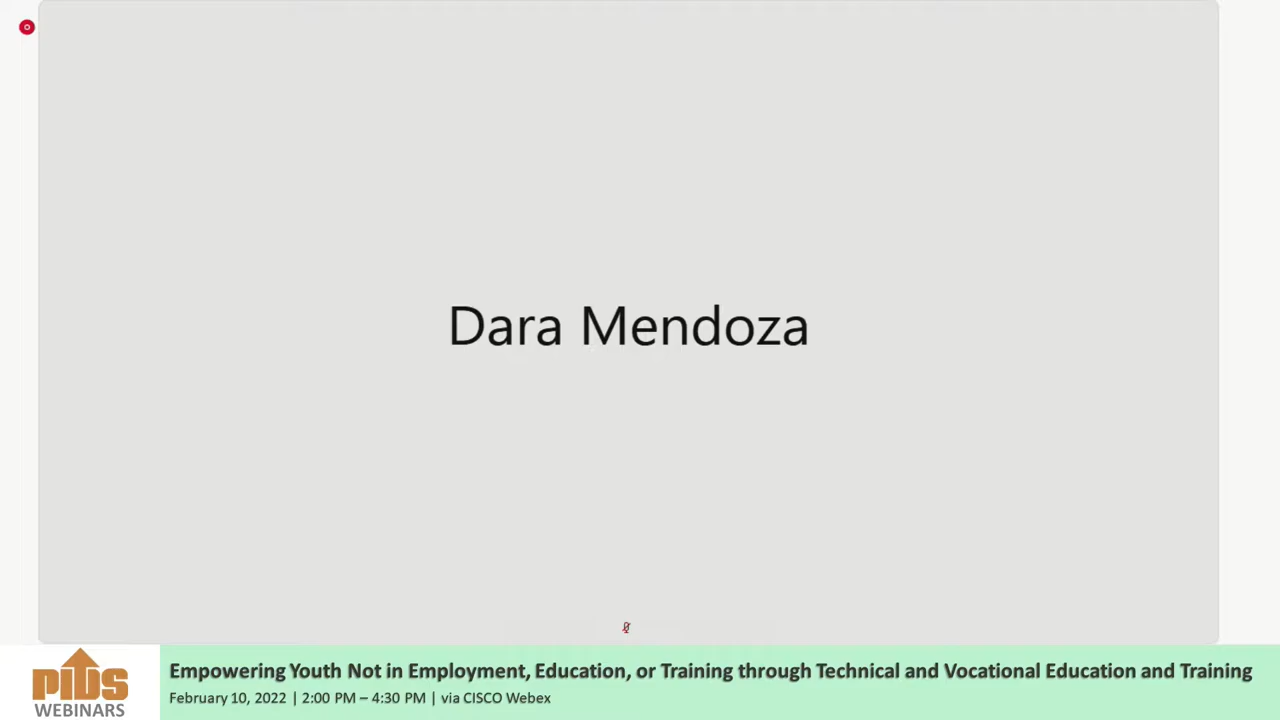 Dara Mendoza
pids
WEBINARS
Empowering Youth Not in Employment, Education, or Training through Technical and Vocational Education and Training
February 10, 2022 | 2:00 PM – 4:30 PM | via CISCO Webex